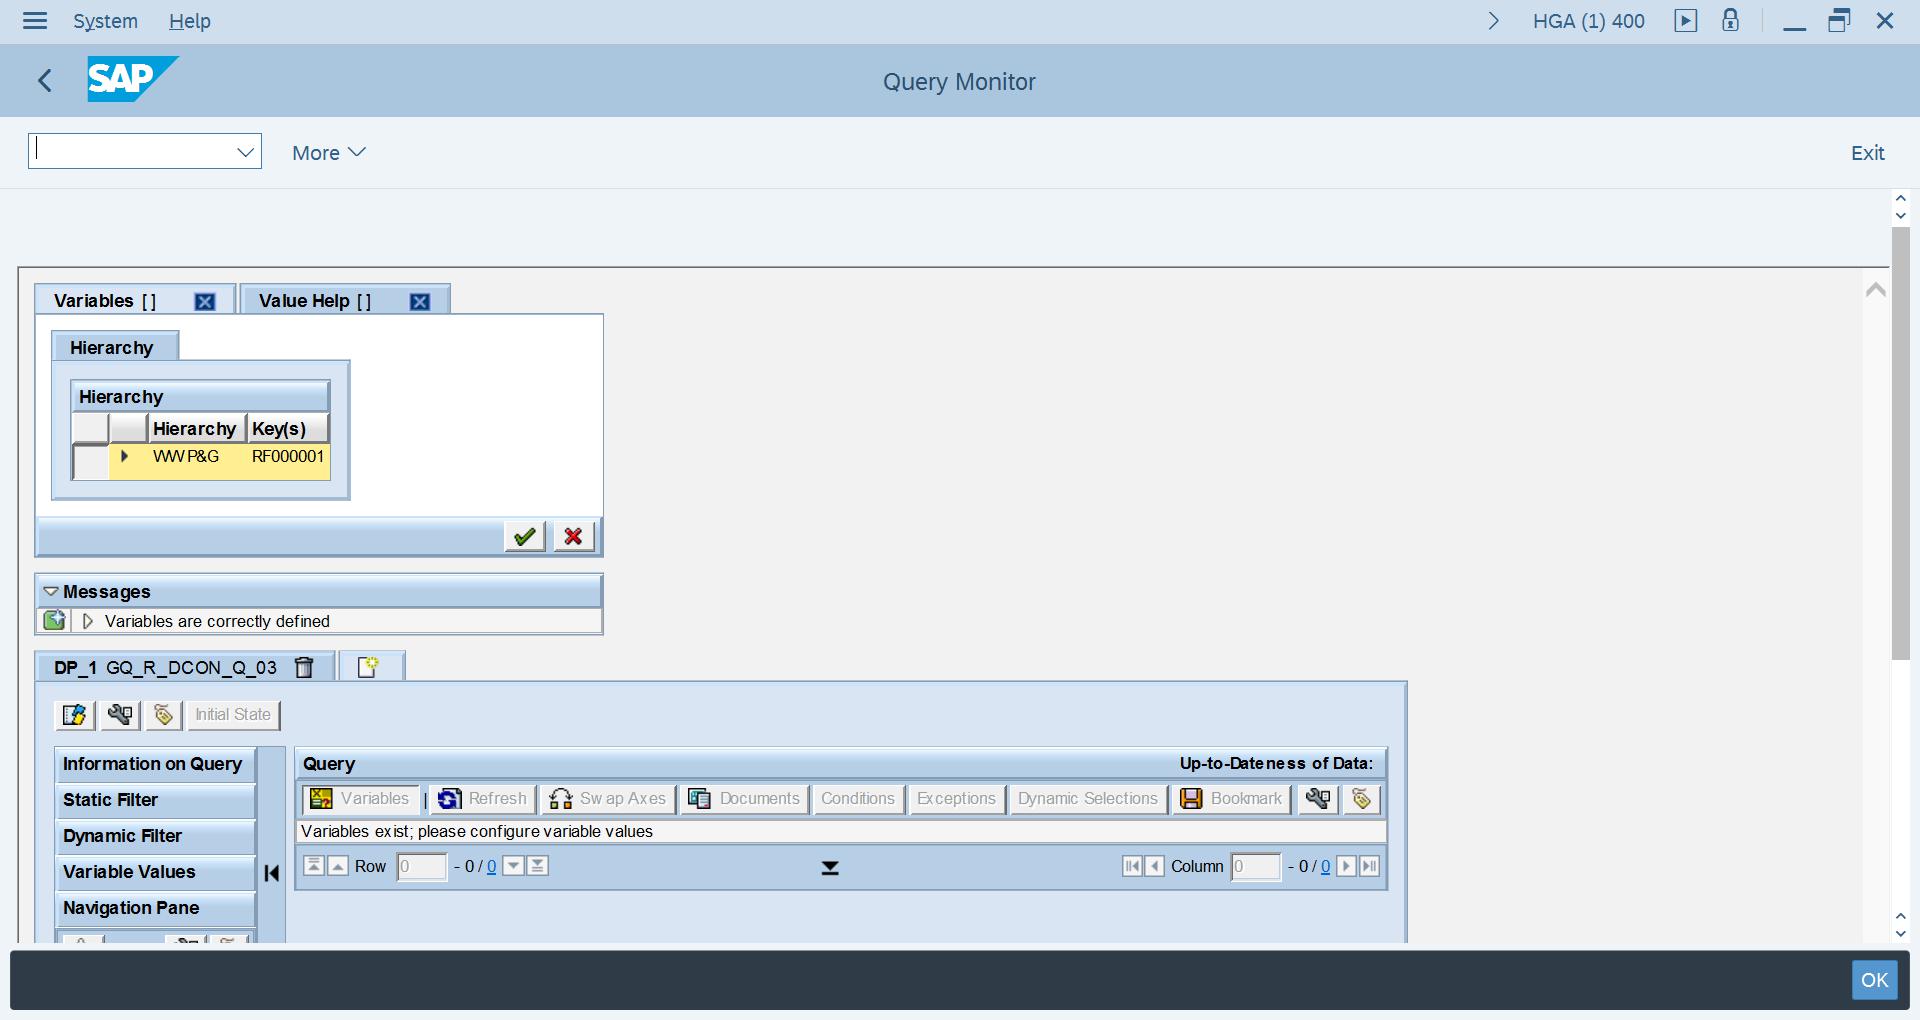 System Help HGA (1) 400
SAP Query Monitor
More Exit
Variables [ ] Value Help [ ]
Hierarchy
Hierarchy
Hierarchy Key(s)
WW P&G RF000001
Messages
Variables are correctly defined
DP_1 GQ_R_DCON_Q_03
Initial State
Information on Query
Static Filter
Dynamic Filter
Variable Values
Navigation Pane
Query Up-to-Dateness of Data:
Variables | Refresh Swap Axes Documents Conditions Exceptions Dynamic Selections Bookmark
Variables exist; please configure variable values
Row 0 - 0 / 0 Column 0 - 0 / 0
OK